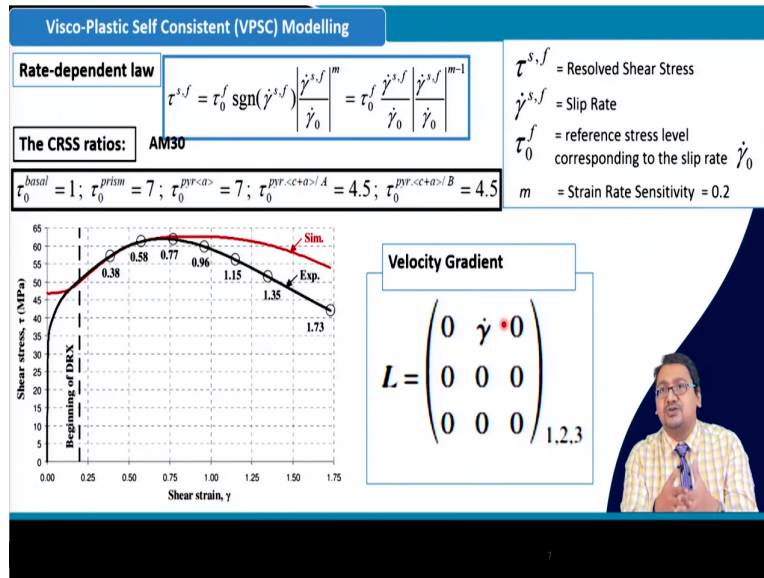 Visco-Plastic Self Consistent (VPSC) Modelling
Rate-dependent law
τ^{s,f} = τ_0^f sgn(γ̇^{s,f}) |γ̇^{s,f}/γ̇_0|^m = τ_0^f γ̇^{s,f}/γ̇_0 |γ̇^{s,f}/γ̇_0|^{m-1}
τ^{s,f} = Resolved Shear Stress
γ̇^{s,f} = Slip Rate
τ_0^f = reference stress level
corresponding to the slip rate γ̇_0
m = Strain Rate Sensitivity = 0.2
The CRSS ratios: AM30
τ_0^{basal} = 1; τ_0^{prism} = 7; τ_0^{pyr<a>} = 7; τ_0^{pyr.<c+a>/A} = 4.5; τ_0^{pyr.<c+a>/B} = 4.5
Shear stress, τ (MPa)
65
60
55
50
45
40
35
30
25
20
15
10
5
0
Beginning of DRX
Sim.
Exp.
0.38
0.58
0.77
0.96
1.15
1.35
1.73
0.00 0.25 0.50 0.75 1.00 1.25 1.50 1.75
Shear strain, γ
Velocity Gradient
L =
0 γ̇ 0
0 0 0
0 0 0
1.2.3
7